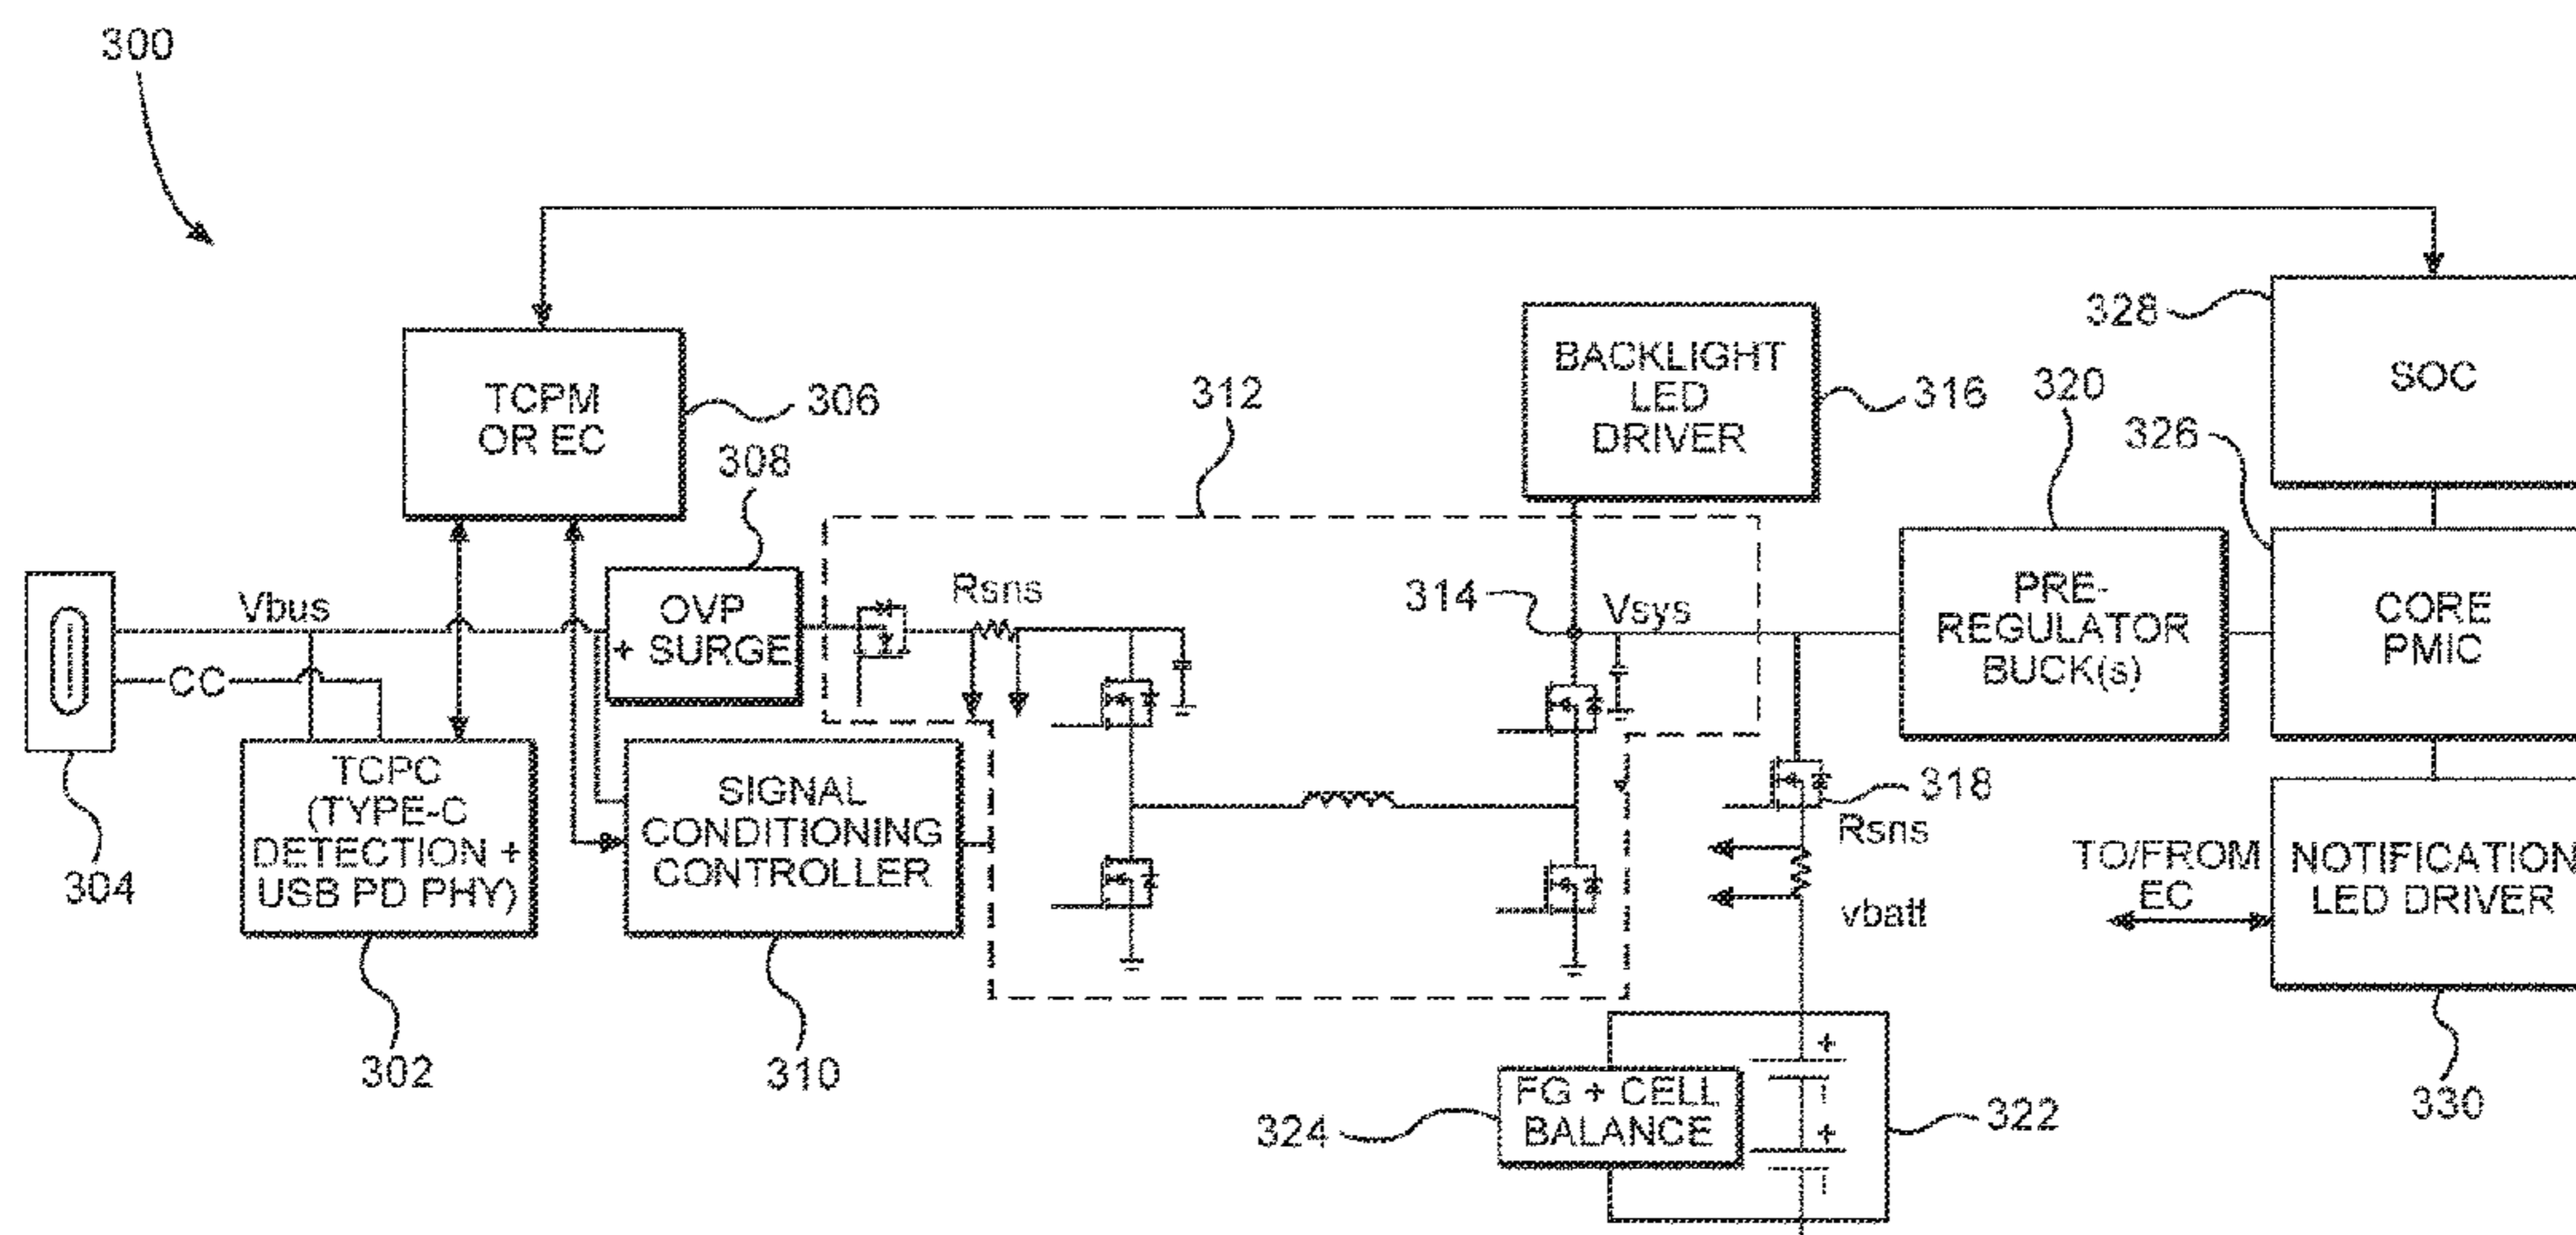 300
328
SOC
BACKLIGHT
LED
DRIVER
316
320
312
326
TCPM
OR EC
306
308
Vbus
OVP
+ SURGE
Rsns
314
Vsys
PRE-
REGULATOR
BUCK(s)
CORE
PMIC
CC
304
TCPC
(TYPE-C
DETECTION +
USB PD PHY)
SIGNAL
CONDITIONING
CONTROLLER
318
Rsns
vbatt
TO/FROM
EC
NOTIFICATION
LED DRIVER
302
310
324
FG + CELL
BALANCE
+
+
322
330